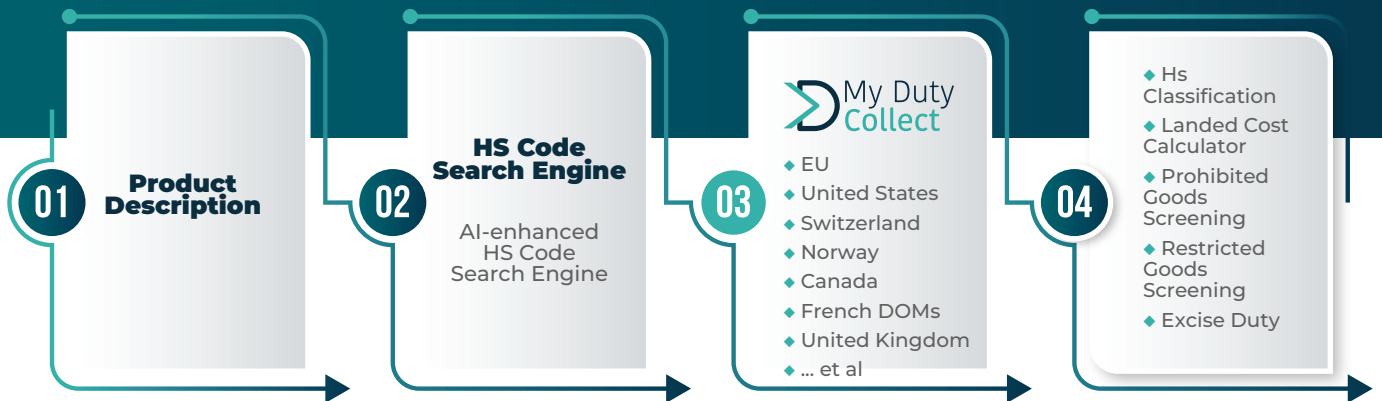 01
Product
Description
02
HS Code
Search Engine
AI-enhanced
HS Code
Search Engine
03
My Duty
Collect
◆ EU
◆ United States
◆ Switzerland
◆ Norway
◆ Canada
◆ French DOMs
◆ United Kingdom
◆ ... et al
04
◆ Hs
Classification
◆ Landed Cost
Calculator
◆ Prohibited
Goods
Screening
◆ Restricted
Goods
Screening
◆ Excise Duty